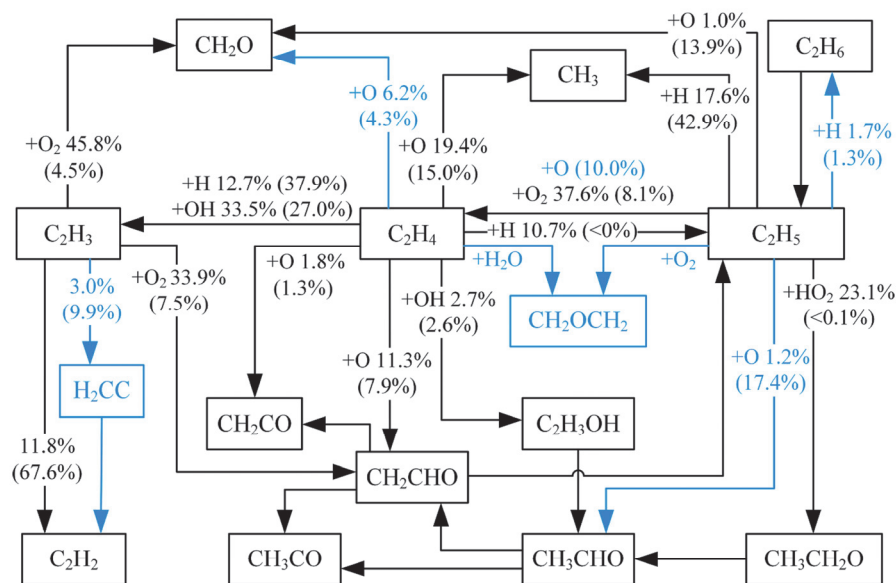 CH₂O
+O 1.0%
(13.9%)
C₂H₆
CH₃
+O 6.2%
(4.3%)
+H 17.6%
(42.9%)
+H 1.7%
(1.3%)
+O₂ 45.8%
(4.5%)
+O 19.4%
(15.0%)
+H 12.7% (37.9%)
+OH 33.5% (27.0%)
+O (10.0%)
+O₂ 37.6% (8.1%)
C₂H₃
C₂H₄
+H 10.7% (<0%)
C₂H₅
3.0%
(9.9%)
+O₂ 33.9%
(7.5%)
+O 1.8%
(1.3%)
+H₂O
+O₂
+OH 2.7%
(2.6%)
CH₂OCH₂
+HO₂ 23.1%
(<0.1%)
+O 11.3%
(7.9%)
+O 1.2%
(17.4%)
H₂CC
CH₂CO
C₂H₃OH
11.8%
(67.6%)
CH₂CHO
C₂H₂
CH₃CO
CH₃CHO
CH₃CH₂O